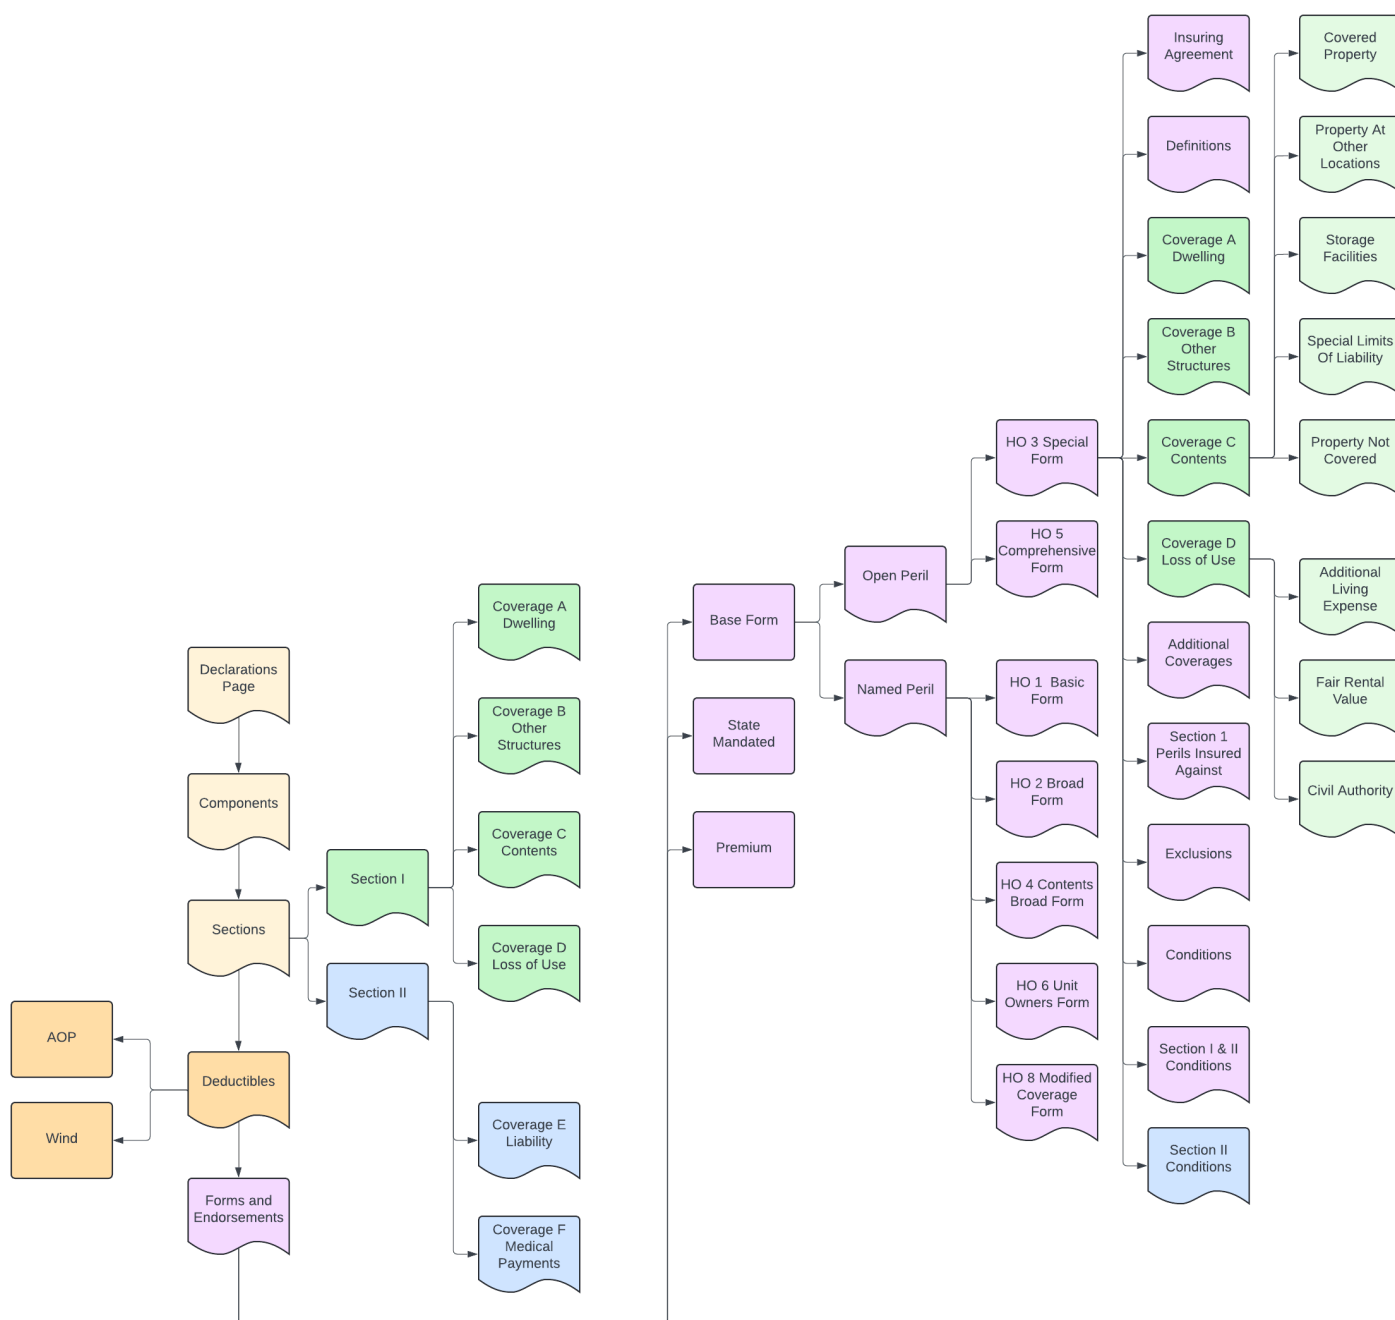 Declarations
Page
Components
Sections
Deductibles
AOP
Wind
Forms and
Endorsements
Section I
Section II
Coverage A
Dwelling
Coverage B
Other
Structures
Coverage C
Contents
Coverage D
Loss of Use
Coverage E
Liability
Coverage F
Medical
Payments
Base Form
State
Mandated
Premium
Open Peril
Named Peril
HO 3 Special
Form
HO 5
Comprehensive
Form
HO 1 Basic
Form
HO 2 Broad
Form
HO 4 Contents
Broad Form
HO 6 Unit
Owners Form
HO 8 Modified
Coverage
Form
Insuring
Agreement
Definitions
Coverage A
Dwelling
Coverage B
Other
Structures
Coverage C
Contents
Coverage D
Loss of Use
Additional
Coverages
Section 1
Perils Insured
Against
Exclusions
Conditions
Section I & II
Conditions
Section II
Conditions
Covered
Property
Property At
Other
Locations
Storage
Facilities
Special Limits
Of Liability
Property Not
Covered
Additional
Living
Expense
Fair Rental
Value
Civil Authority